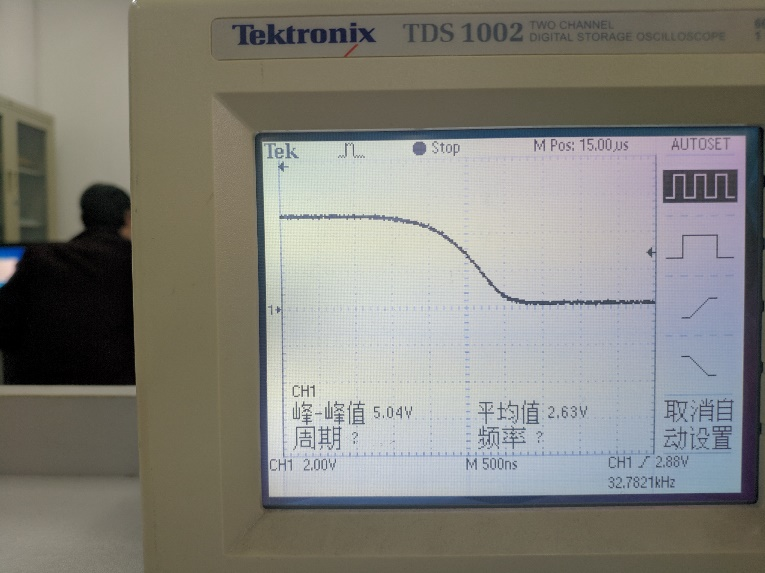 Tektronix TDS 1002 TWO CHANNEL
DIGITAL STORAGE OSCILLOSCOPE
Tek Stop M Pos: 15.00µs AUTOSET
1
CH1
峰-峰值 5.04V 平均值 2.63V 取消自
周期 ? 频率 ? 动设置
CH1 2.00V M 500ns CH1 2.88V
32.7821kHz